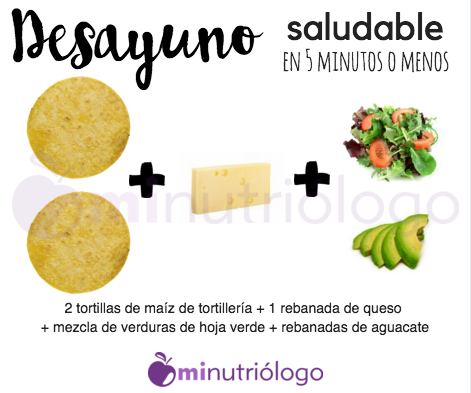 Desayuno saludable
EN 5 MINUTOS O MENOS
minutriólogo
2 tortillas de maíz de tortillería + 1 rebanada de queso
+ mezcla de verduras de hoja verde + rebanadas de aguacate
minutriólogo